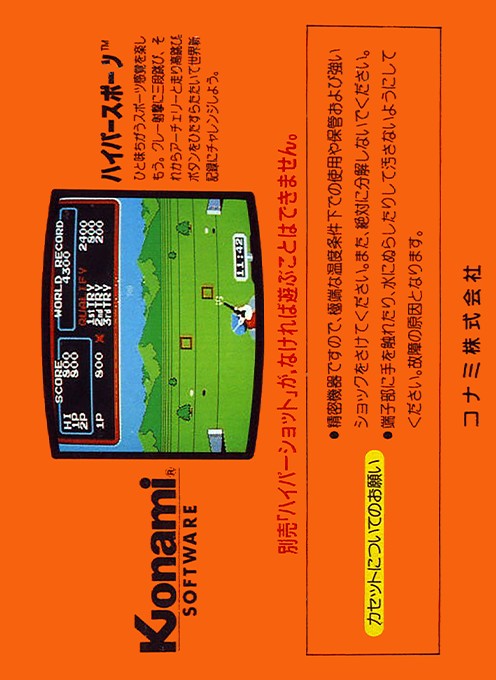 Konami®
SOFTWARE
HI
SCORE
800
WORLD RECORD
4300
1P
800
QUALIFY
2P
800
1st TRY
2400
2nd TRY
800
1P
800
X
3rd TRY
200
11:42
ハイパースポーツ™
ひと味ちがうスポーツ感覚を楽し
もう。クレー射撃に三段跳び、そ
れからアーチェリーと走り高跳び。
ボタンをひたすらたたいて世界新
記録にチャレンジしよう。
別売「ハイパーショット」が、なければ遊ぶことはできません。
カセットについてのお願い
●精密機器ですので、極端な温度条件下での使用や保管および強い
ショックをさけてください。また、絶対に分解しないでください。
●端子部に手を触れたり、水にぬらしたりして汚さないようにして
ください。故障の原因となります。
コナミ株式会社